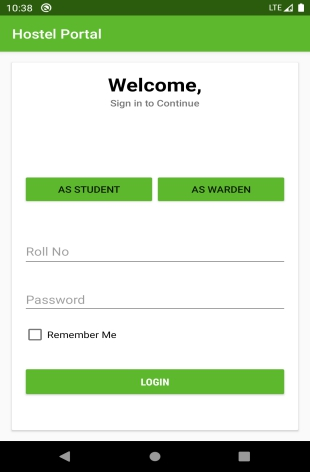 10:38 LTE
Hostel Portal
Welcome,
Sign in to Continue
AS STUDENT AS WARDEN
Roll No
Password
Remember Me
LOGIN